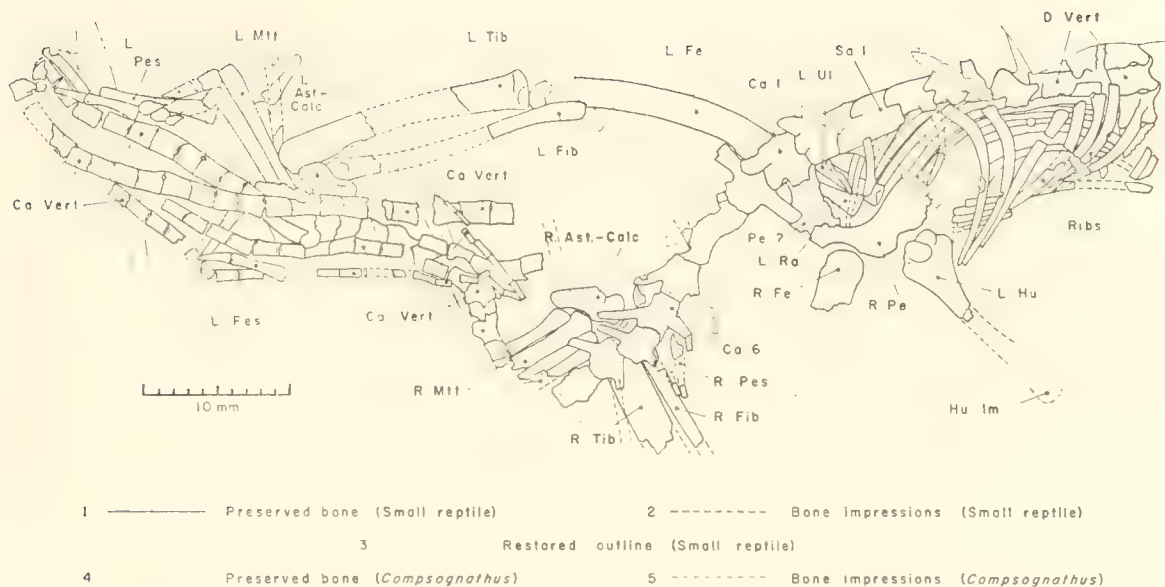 D Vert
L Pes
L Mtt
L Tib
L Fe
Sa 1
L Ast.- Calc
Ca 1
L Ul
L Fib
Ca Vert
Ca Vert
R Ast.-Calc
Pe ?
Ribs
L Ra
R Fe
R Pe
L Hu
L Fes
Ca Vert
Ca 6
10 mm
R Mtt
R Pes
R Fib
Hu Im
R Tib
1 Preserved bone (Small reptile) 2 Bone impressions (Small reptile)
3 Restored outline (Small reptile)
4 Preserved bone (Compsognathus) 5 Bone impressions (Compsognathus)